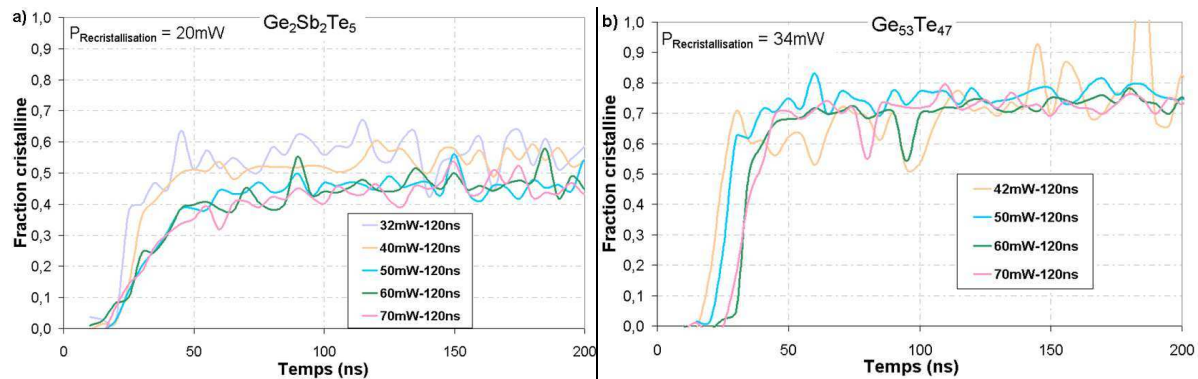 a)
Ge2Sb2Te5
PRecristallisation = 20mW
Fraction cristalline
1,0
0,9
0,8
0,7
0,6
0,5
0,4
0,3
0,2
0,1
0,0
32mW-120ns
40mW-120ns
50mW-120ns
60mW-120ns
70mW-120ns
0 50 100 150 200
Temps (ns)
b)
Ge53Te47
PRecristallisation = 34mW
Fraction cristalline
1,0
0,9
0,8
0,7
0,6
0,5
0,4
0,3
0,2
0,1
0,0
42mW-120ns
50mW-120ns
60mW-120ns
70mW-120ns
0 50 100 150 200
Temps (ns)